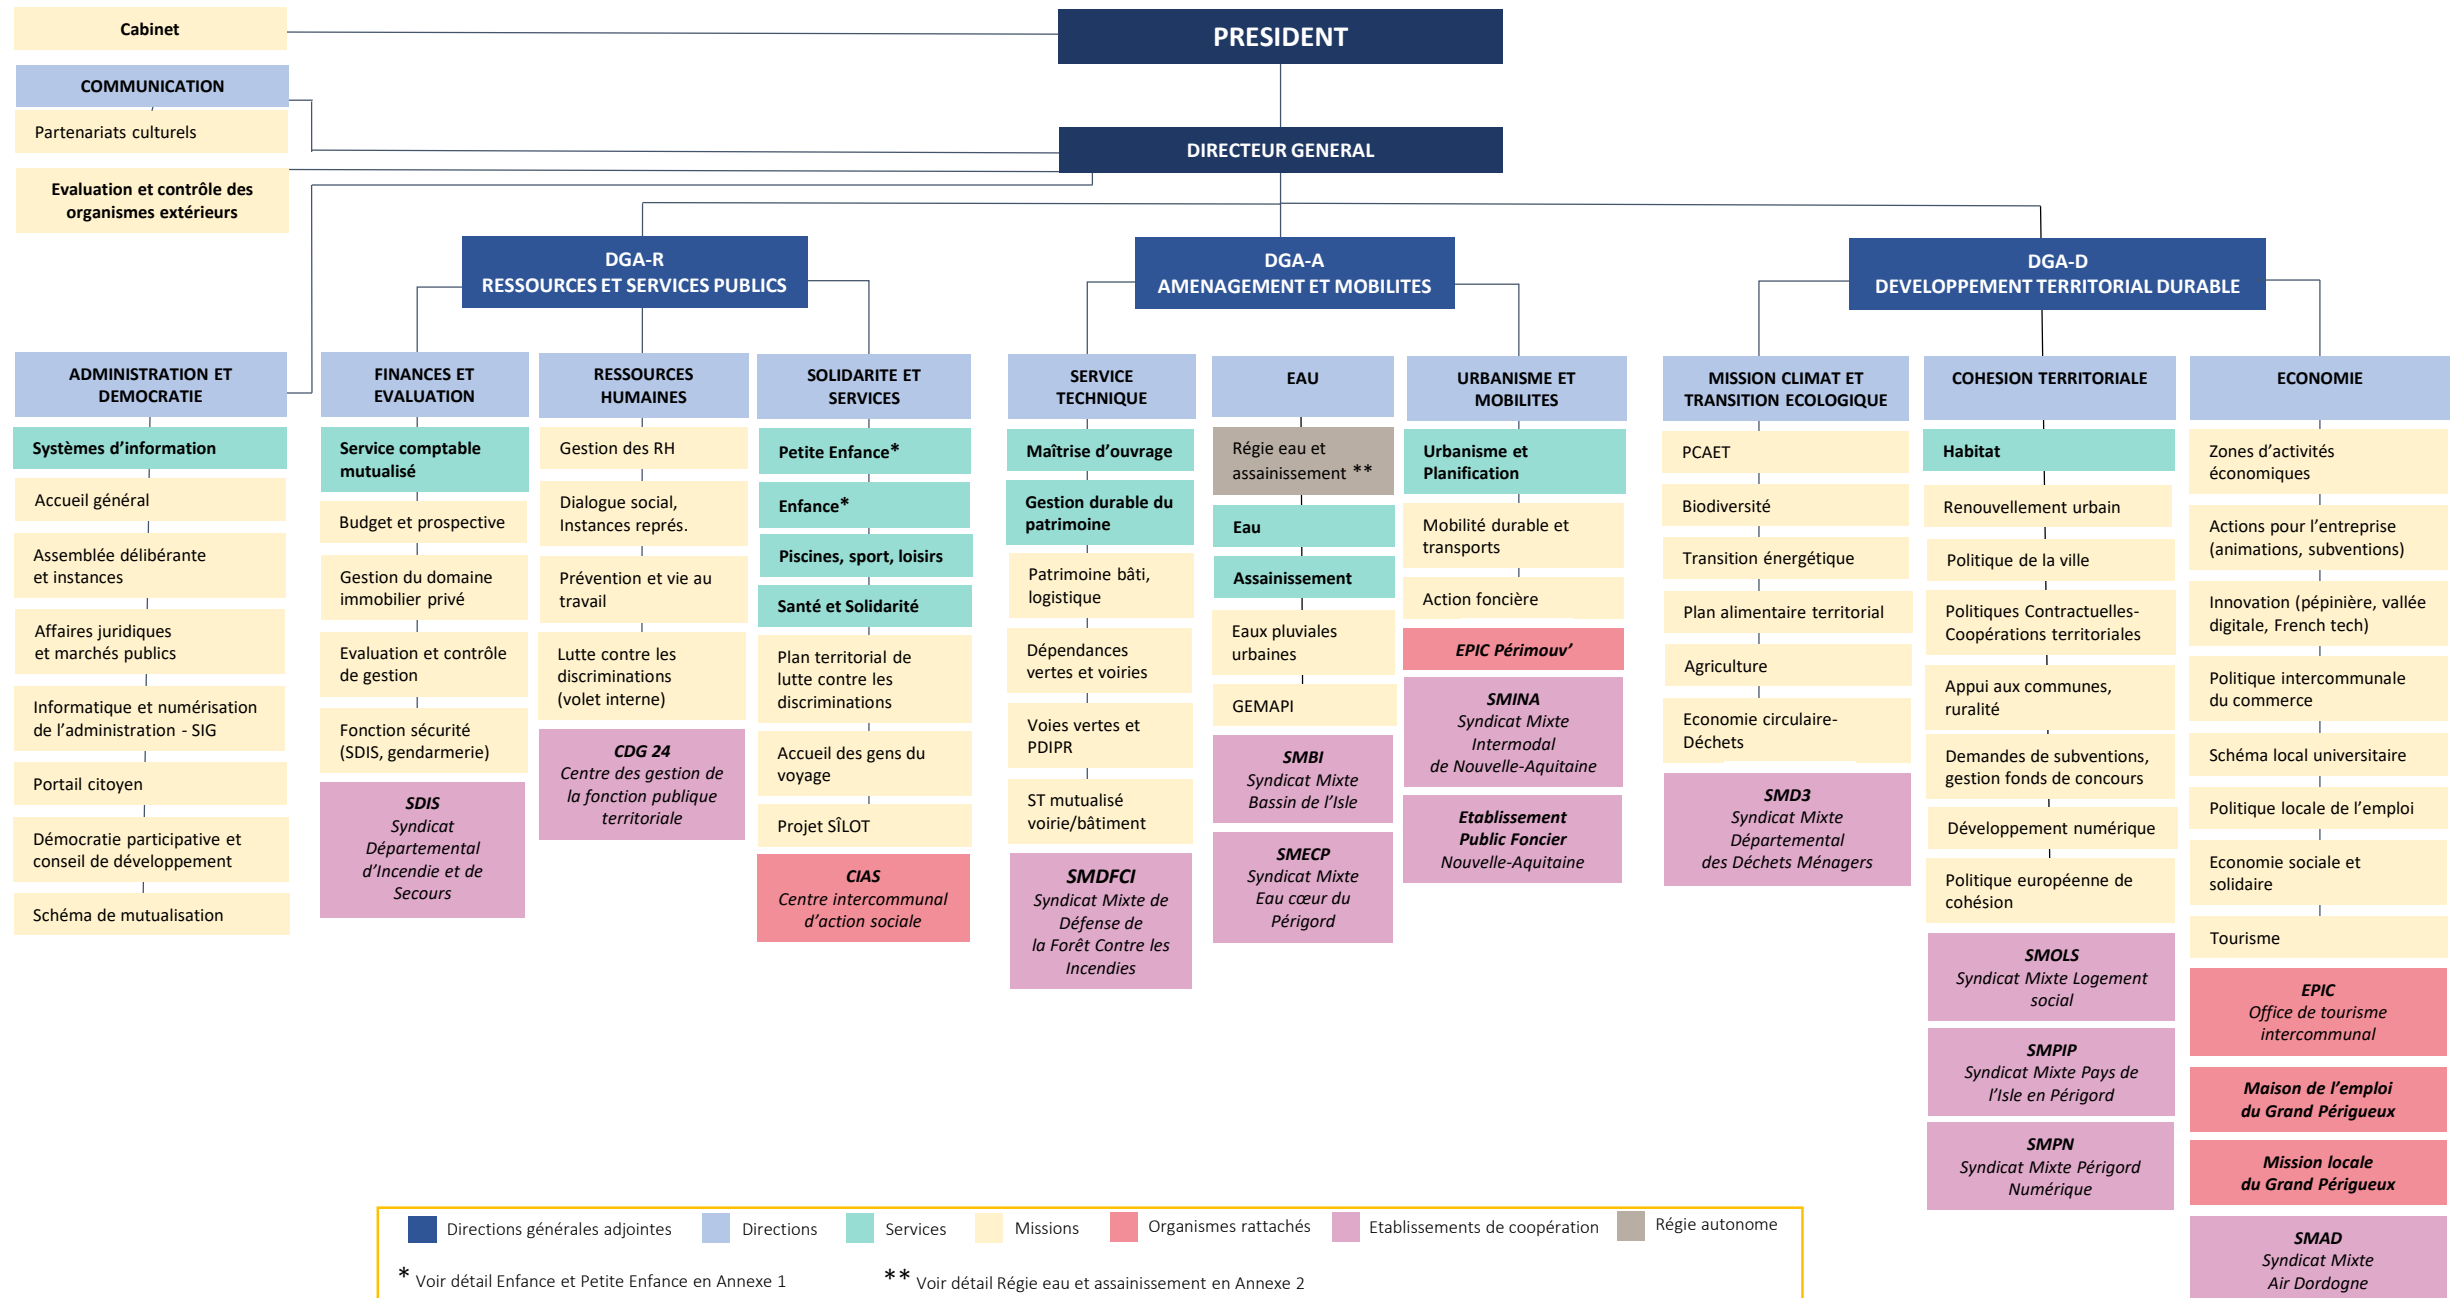 Cabinet
COMMUNICATION
Partenariats culturels
Evaluation et contrôle des
organismes extérieurs
PRESIDENT
DIRECTEUR GENERAL
DGA-R
RESSOURCES ET SERVICES PUBLICS
DGA-A
AMENAGEMENT ET MOBILITES
DGA-D
DEVELOPPEMENT TERRITORIAL DURABLE
ADMINISTRATION ET
DEMOCRATIE
Systèmes d’information
Accueil général
Assemblée délibérante
et instances
Affaires juridiques
et marchés publics
Informatique et numérisation
de l’administration - SIG
Portail citoyen
Démocratie participative et
conseil de développement
Schéma de mutualisation
FINANCES ET
EVALUATION
Service comptable
mutualisé
Budget et prospective
Gestion du domaine
immobilier privé
Evaluation et contrôle
de gestion
Fonction sécurité
(SDIS, gendarmerie)
SDIS
Syndicat
Départemental
d’Incendie et de
Secours
RESSOURCES
HUMAINES
Gestion des RH
Dialogue social,
Instances représ.
Prévention et vie au
travail
Lutte contre les
discriminations
(volet interne)
CDG 24
Centre des gestion de
la fonction publique
territoriale
SOLIDARITE ET
SERVICES
Petite Enfance*
Enfance*
Piscines, sport, loisirs
Santé et Solidarité
Plan territorial de
lutte contre les
discriminations
Accueil des gens du
voyage
Projet SÎLOT
CIAS
Centre intercommunal
d’action sociale
SERVICE
TECHNIQUE
Maîtrise d’ouvrage
Gestion durable du
patrimoine
Patrimoine bâti,
logistique
Dépendances
vertes et voiries
Voies vertes et
PDIPR
ST mutualisé
voirie/bâtiment
SMDFCI
Syndicat Mixte de
Défense de
la Forêt Contre les
Incendies
EAU
Régie eau et
assainissement **
Eau
Assainissement
Eaux pluviales
urbaines
GEMAPI
SMBI
Syndicat Mixte
Bassin de l’Isle
SMECP
Syndicat Mixte
Eau cœur du
Périgord
URBANISME ET
MOBILITES
Urbanisme et
Planification
Mobilité durable et
transports
Action foncière
EPIC Périmouv’
SMINA
Syndicat Mixte
Intermodal
de Nouvelle-Aquitaine
Etablissement
Public Foncier
Nouvelle-Aquitaine
MISSION CLIMAT ET
TRANSITION ECOLOGIQUE
PCAET
Biodiversité
Transition énergétique
Plan alimentaire territorial
Agriculture
Economie circulaire-
Déchets
SMD3
Syndicat Mixte
Départemental
des Déchets Ménagers
COHESION TERRITORIALE
Habitat
Renouvellement urbain
Politique de la ville
Politiques Contractuelles-
Coopérations territoriales
Appui aux communes,
ruralité
Demandes de subventions,
gestion fonds de concours
Développement numérique
Politique européenne de
cohésion
SMOLS
Syndicat Mixte Logement
social
SMPIP
Syndicat Mixte Pays de
l’Isle en Périgord
SMPN
Syndicat Mixte Périgord
Numérique
ECONOMIE
Zones d’activités
économiques
Actions pour l’entreprise
(animations, subventions)
Innovation (pépinière, vallée
digitale, French tech)
Politique intercommunale
du commerce
Schéma local universitaire
Politique locale de l’emploi
Economie sociale et
solidaire
Tourisme
EPIC
Office de tourisme
intercommunal
Maison de l’emploi
du Grand Périgueux
Mission locale
du Grand Périgueux
SMAD
Syndicat Mixte
Air Dordogne
Directions générales adjointes
Directions
Services
Missions
Organismes rattachés
Etablissements de coopération
Régie autonome
* Voir détail Enfance et Petite Enfance en Annexe 1
** Voir détail Régie eau et assainissement en Annexe 2